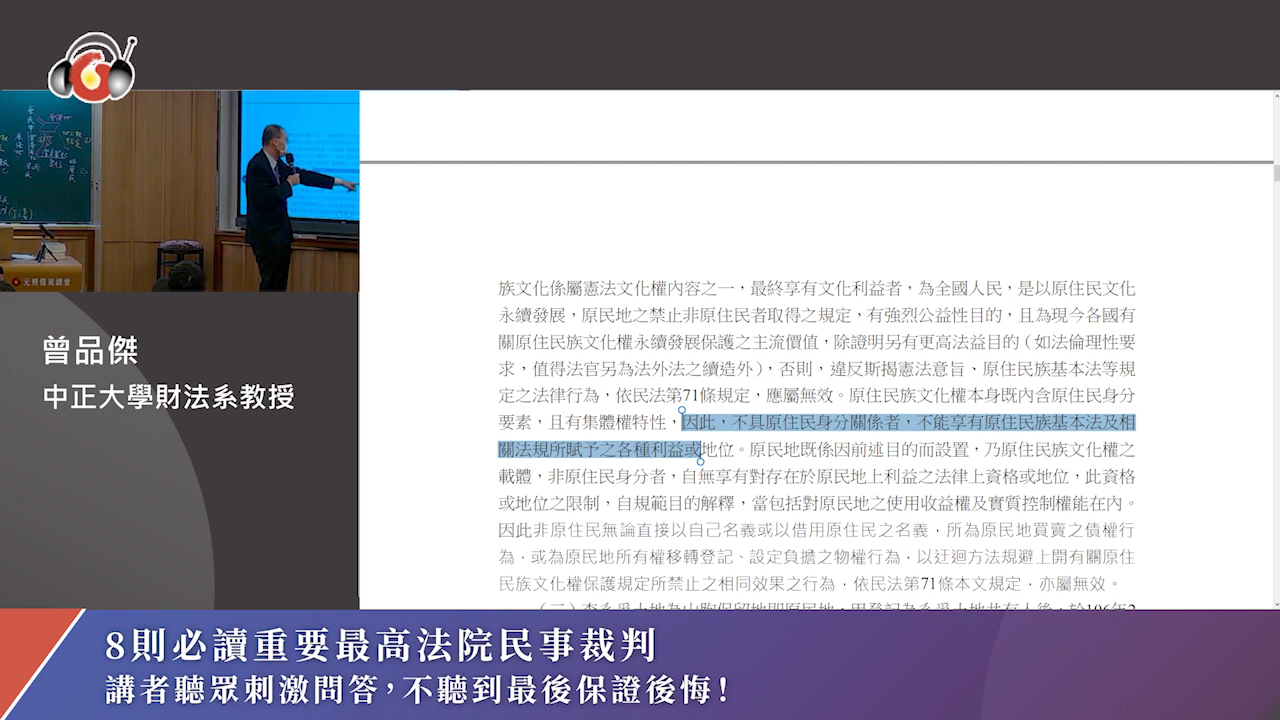 元照恆風講堂
曾品傑
中正大學財法系教授
族文化係屬憲法文化權內容之一，最終享有文化利益者，為全國人民，是以原住民文化
永續發展，原民地之禁止非原住民者取得之規定，有強烈公益性目的，且為現今各國有
關原住民族文化權永續發展保護之主流價值，除證明另有更高法益目的（如法倫理性要
求，值得法官另為法外法之續造外），否則，違反斯揭憲法意旨、原住民族基本法等規
定之法律行為，依民法第71條規定，應屬無效。原住民族文化權本身既內含原住民身分
要素，且有集體權特性，因此，不具原住民身分關係者，不能享有原住民族基本法及相
關法規所賦予之各種利益或地位。原民地既係因前述目的而設置，乃原住民族文化權之
載體，非原住民身分者，自無享有對存在於原民地上利益之法律上資格或地位，此資格
或地位之限制，自規範目的解釋，當包括對原民地之使用收益權及實質控制權能在內。
因此非原住民無論直接以自己名義或以借用原住民之名義，所為原民地買賣之債權行
為，或為原民地所有權移轉登記、設定負擔之物權行為，以迂迴方法規避上開有關原住
民族文化權保護規定所禁止之相同效果之行為，依民法第71條本文規定，亦屬無效。
8則必讀重要最高法院民事裁判
講者聽眾刺激問答，不聽到最後保證後悔！